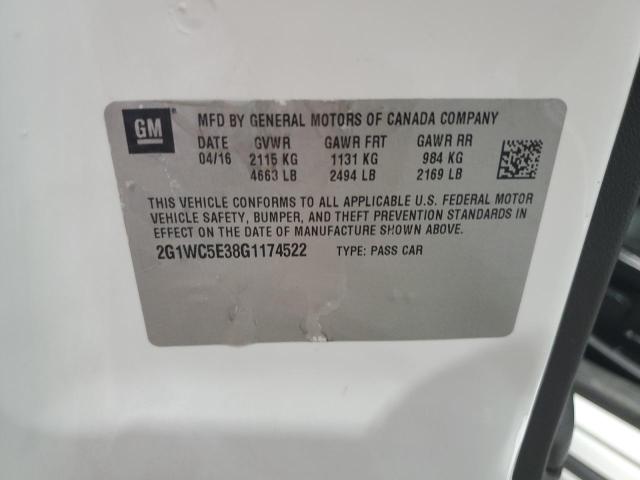 GM
MFD BY GENERAL MOTORS OF CANADA COMPANY
DATE GVWR GAWR FRT GAWR RR
04/16 2115 KG 1131 KG 984 KG
4663 LB 2494 LB 2169 LB
THIS VEHICLE CONFORMS TO ALL APPLICABLE U.S. FEDERAL MOTOR
VEHICLE SAFETY, BUMPER, AND THEFT PREVENTION STANDARDS IN
EFFECT ON THE DATE OF MANUFACTURE SHOWN ABOVE.
2G1WC5E38G1174522 TYPE: PASS CAR